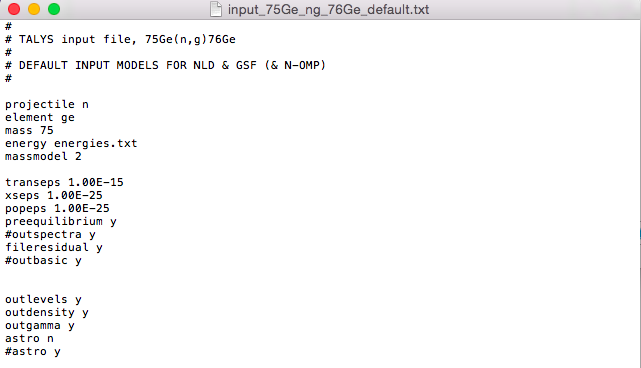 input_75Ge_ng_76Ge_default.txt
#
# TALYS input file, 75Ge(n,g)76Ge
#
# DEFAULT INPUT MODELS FOR NLD & GSF (& N-OMP)
#
projectile n
element ge
mass 75
energy energies.txt
massmodel 2
transeps 1.00E-15
xseps 1.00E-25
popeps 1.00E-25
preequilibrium y
#outspectra y
fileresidual y
#outbasic y
outlevels y
outdensity y
outgamma y
astro n
#astro y